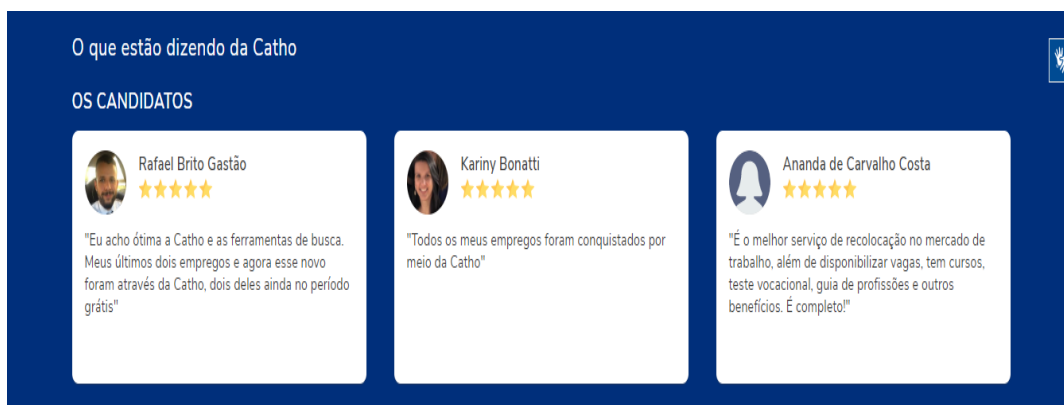 O que estão dizendo da Catho
OS CANDIDATOS
Rafael Brito Gastão
"Eu acho ótima a Catho e as ferramentas de busca.
Meus últimos dois empregos e agora esse novo
foram através da Catho, dois deles ainda no período
grátis"
Kariny Bonatti
"Todos os meus empregos foram conquistados por
meio da Catho"
Ananda de Carvalho Costa
"É o melhor serviço de recolocação no mercado de
trabalho, além de disponibilizar vagas, tem cursos,
teste vocacional, guia de profissões e outros
benefícios. É completo!"